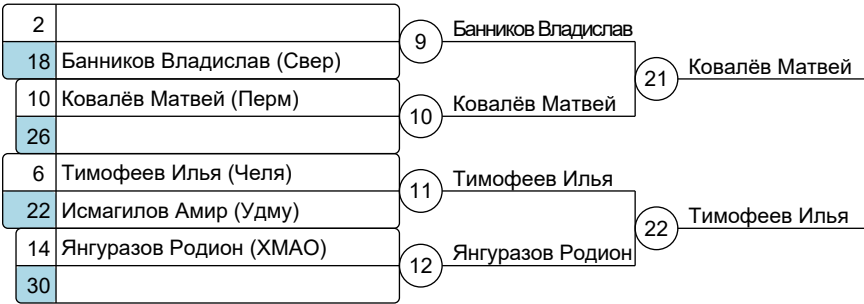 2
18 Банников Владислав (Свер)
9 Банников Владислав
10 Ковалёв Матвей (Перм)
26
10 Ковалёв Матвей
21 Ковалёв Матвей
6 Тимофеев Илья (Челя)
22 Исмагилов Амир (Удму)
11 Тимофеев Илья
14 Янгуразов Родион (ХМАО)
30
12 Янгуразов Родион
22 Тимофеев Илья